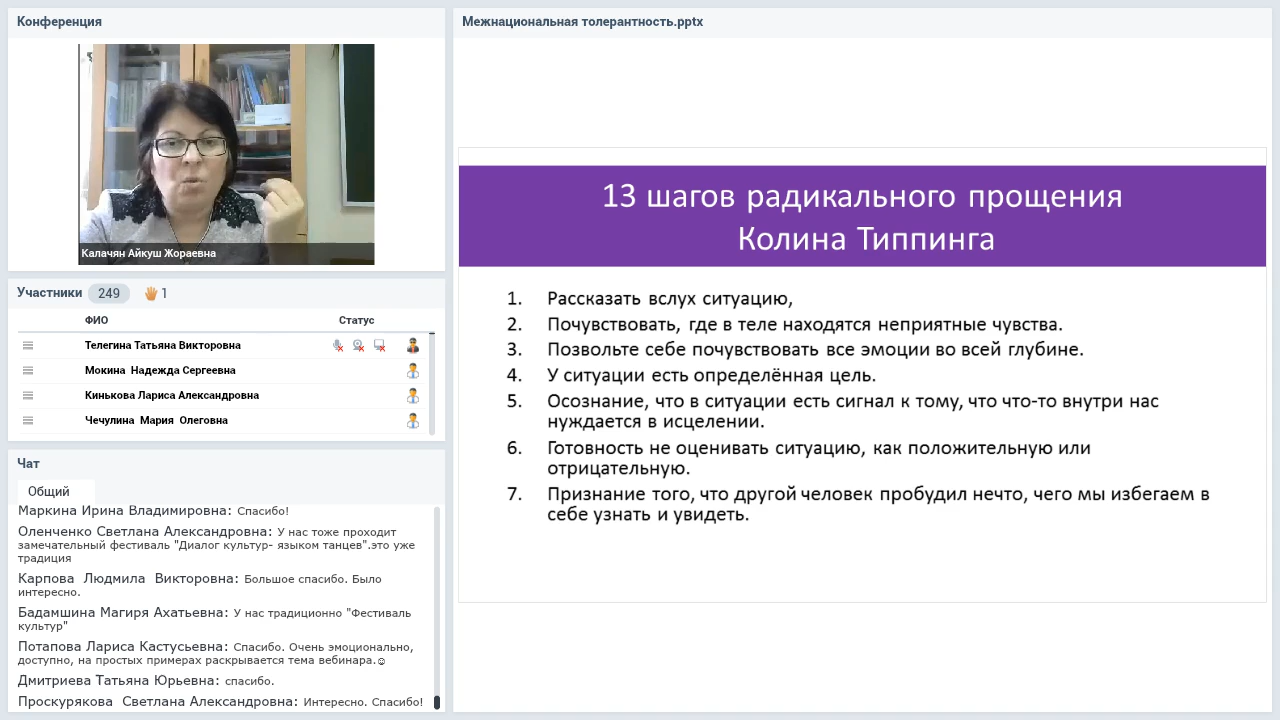 Конференция
Калачян Айкуш Жораевна
Участники 249 1
ФИО Статус
Телегина Татьяна Викторовна
Мокина Надежда Сергеевна
Кинькова Лариса Александровна
Чечулина Мария Олеговна
Чат
Общий
Маркина Ирина Владимировна: Спасибо!
Оленченко Светлана Александровна: У нас тоже проходит
замечательный фестиваль "Диалог культур- языком танцев".это уже
традиция
Карпова Людмила Викторовна: Большое спасибо. Было
интересно.
Бадамшина Магиря Ахатьевна: У нас традиционно "Фестиваль
культур"
Потапова Лариса Кастусьевна: Спасибо. Очень эмоционально,
доступно, на простых примерах раскрывается тема вебинара.☺
Дмитриева Татьяна Юрьевна: спасибо.
Проскурякова Светлана Александровна: Интересно. Спасибо!
Межнациональная толерантность.pptx
13 шагов радикального прощения
Колина Типпинга
1. Рассказать вслух ситуацию,
2. Почувствовать, где в теле находятся неприятные чувства.
3. Позвольте себе почувствовать все эмоции во всей глубине.
4. У ситуации есть определённая цель.
5. Осознание, что в ситуации есть сигнал к тому, что что-то внутри нас
нуждается в исцелении.
6. Готовность не оценивать ситуацию, как положительную или
отрицательную.
7. Признание того, что другой человек пробудил нечто, чего мы избегаем в
себе узнать и увидеть.